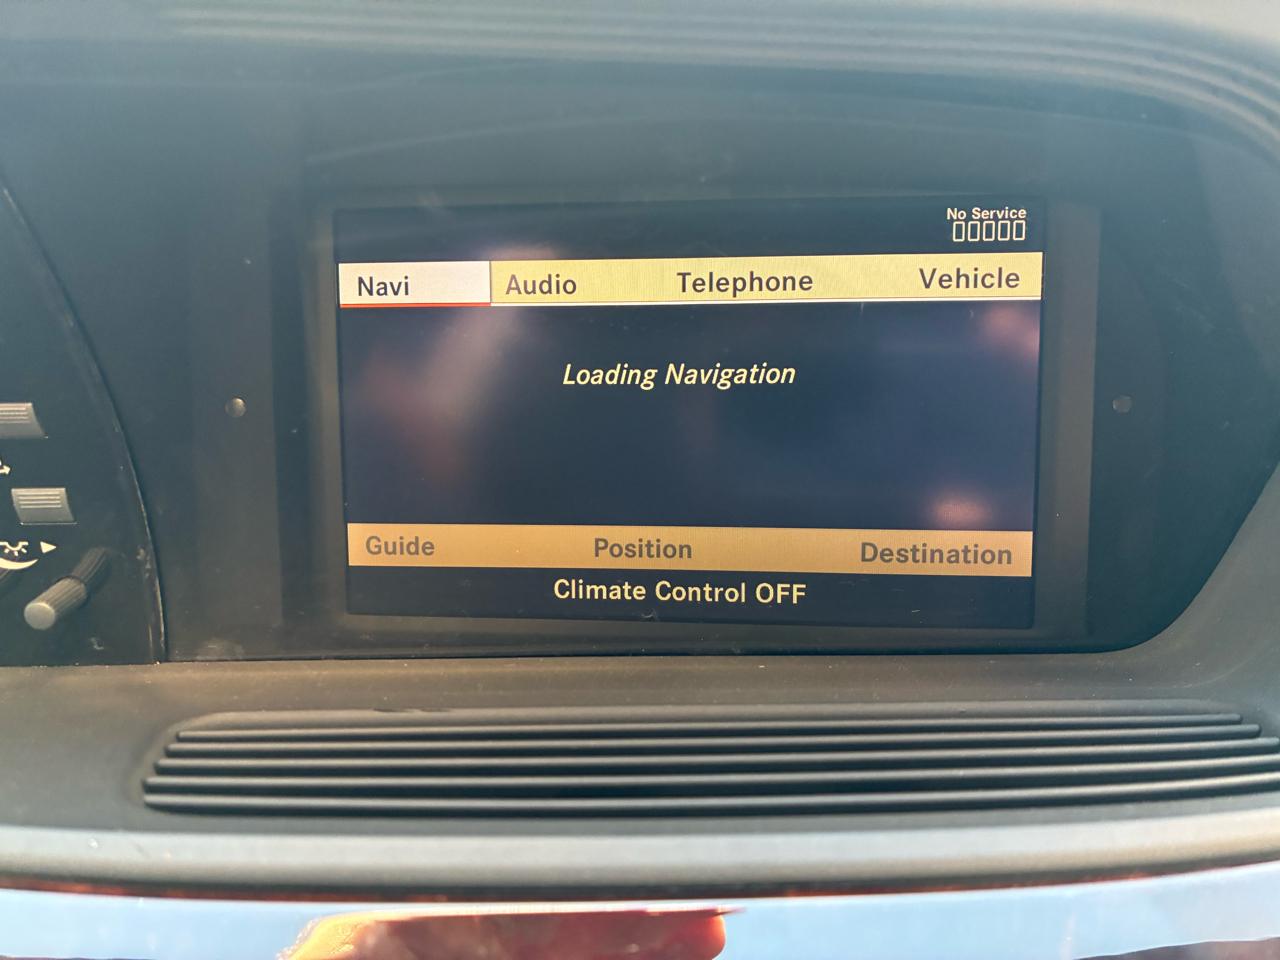 No Service
Navi Audio Telephone Vehicle
Loading Navigation
Guide Position Destination
Climate Control OFF